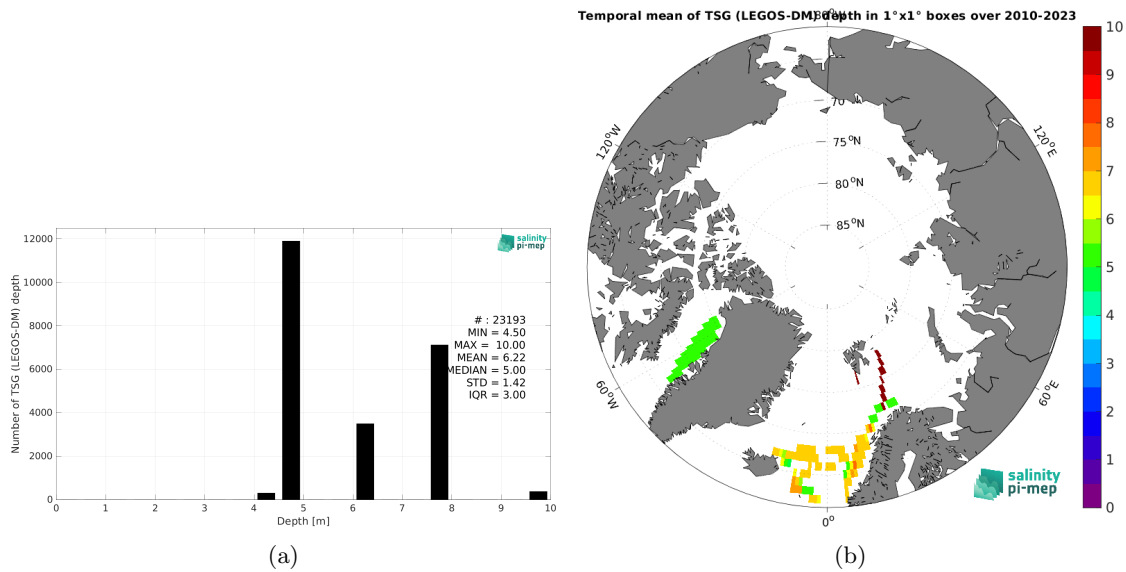 Temporal mean of TSG (LEGOS-DM) depth in 1°x1° boxes over 2010-2023
180°
70
75°N
80°N
85°N
120°W
120°E
60°W
60°E
0°
salinity
pi-mep
10
9
8
7
6
5
4
3
2
1
0
12000
10000
8000
6000
4000
2000
0
Number of TSG (LEGOS-DM) depth
salinity
pi-mep
# : 23193
MIN = 4.50
MAX = 10.00
MEAN = 6.22
MEDIAN = 5.00
STD = 1.42
IQR = 3.00
0 1 2 3 4 5 6 7 8 9 10
Depth [m]
(a)
(b)